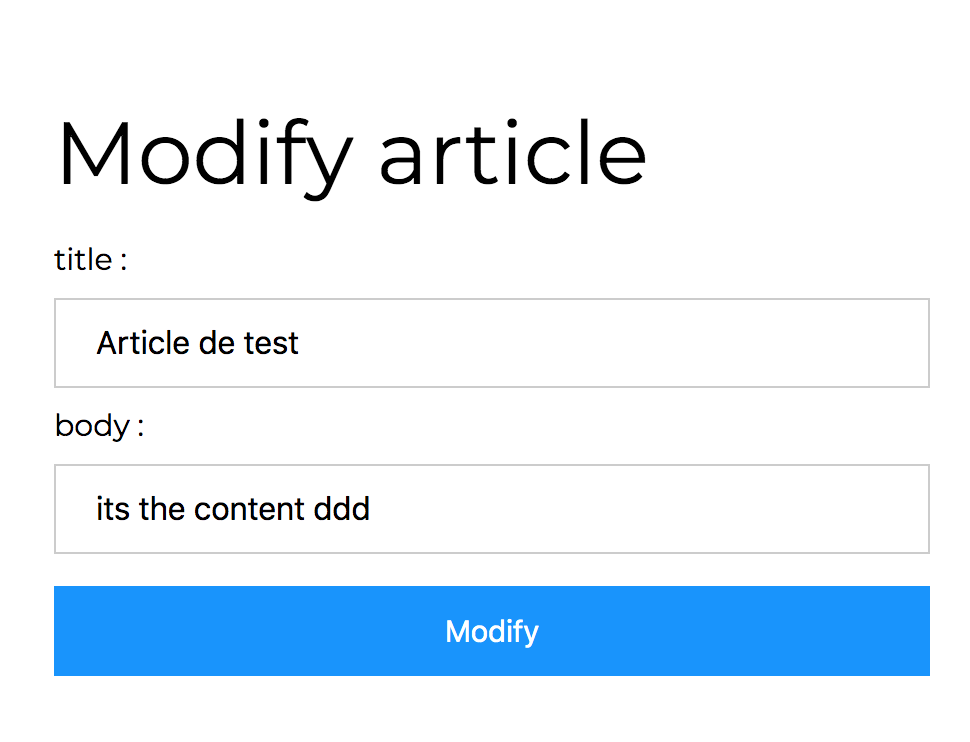 Modify article
title :
Article de test
body :
its the content ddd
Modify